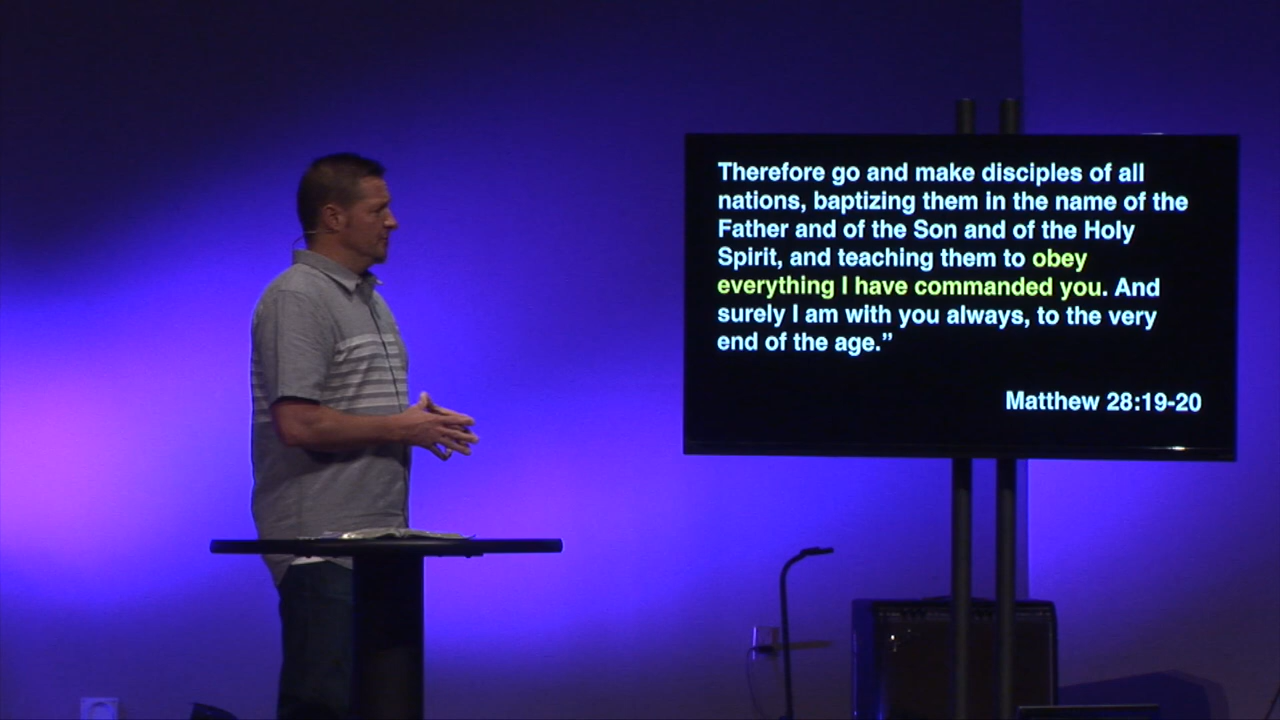 Therefore go and make disciples of all
nations, baptizing them in the name of the
Father and of the Son and of the Holy
Spirit, and teaching them to obey
everything I have commanded you. And
surely I am with you always, to the very
end of the age.”
Matthew 28:19-20